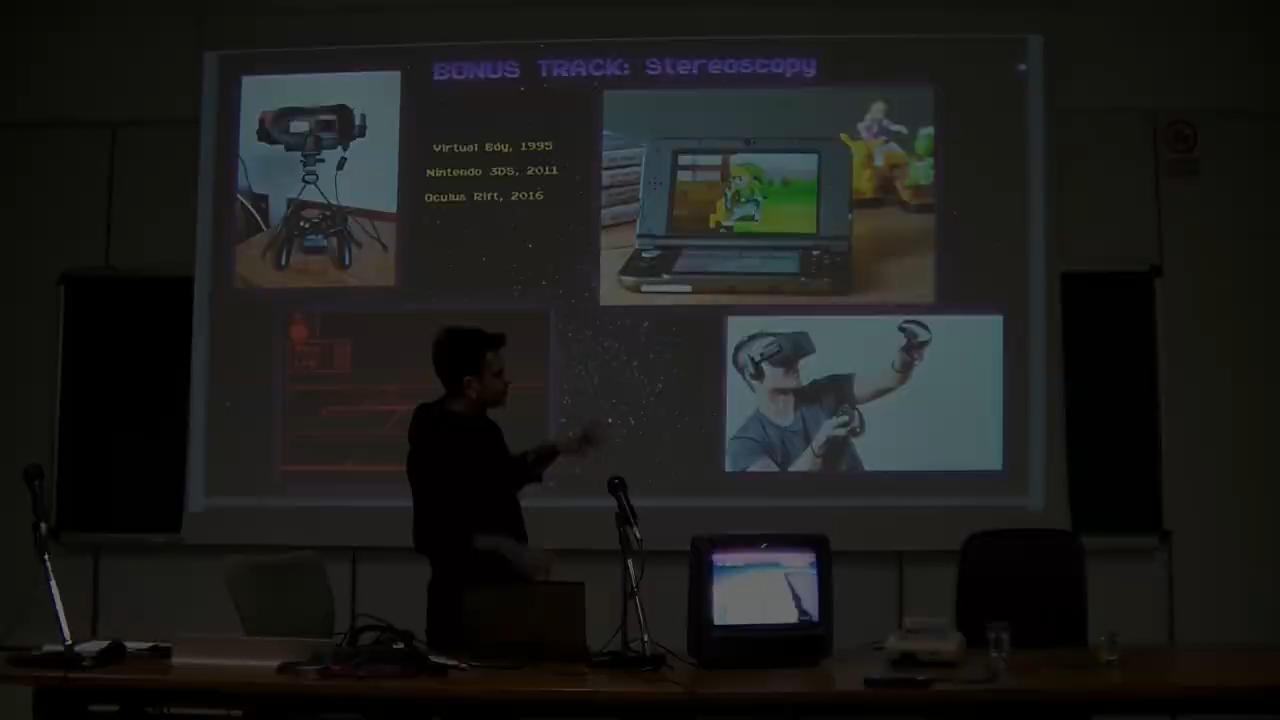 BONUS TRACK: Stereoscopy
Virtual Boy, 1995
Nintendo 3DS, 2011
Oculus Rift, 2016